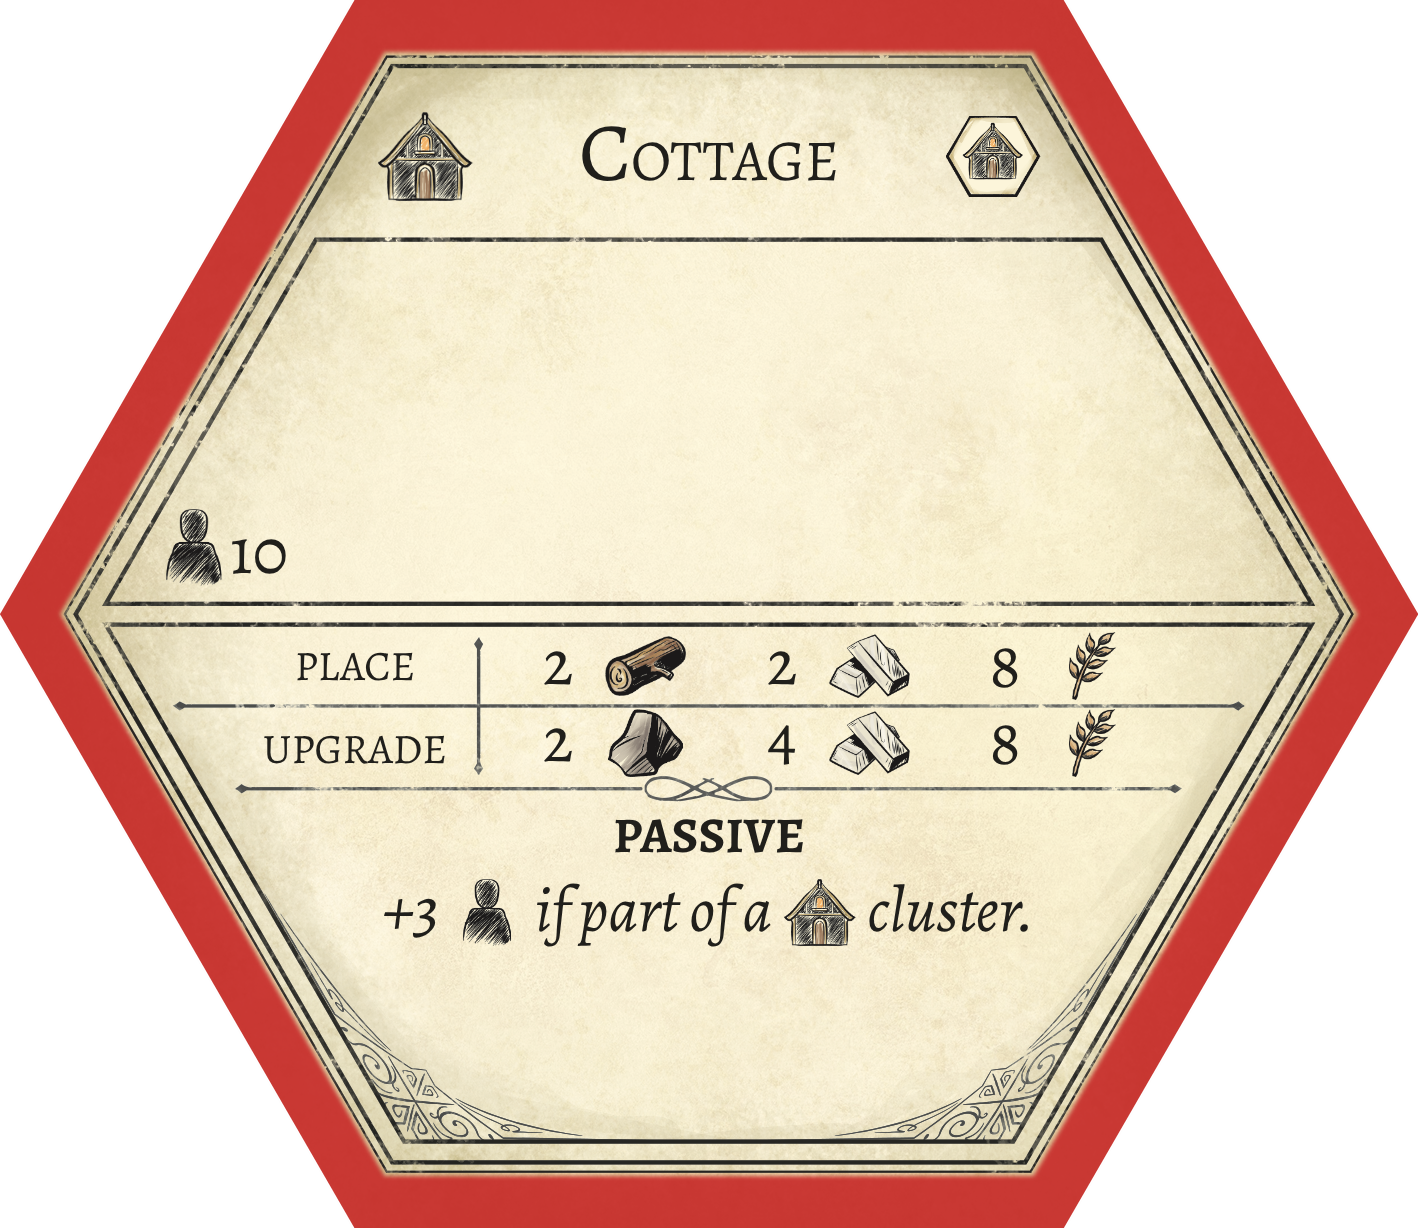 Cottage
10
PLACE 2 2 8
UPGRADE 2 4 8
PASSIVE
+3 if part of a cluster.